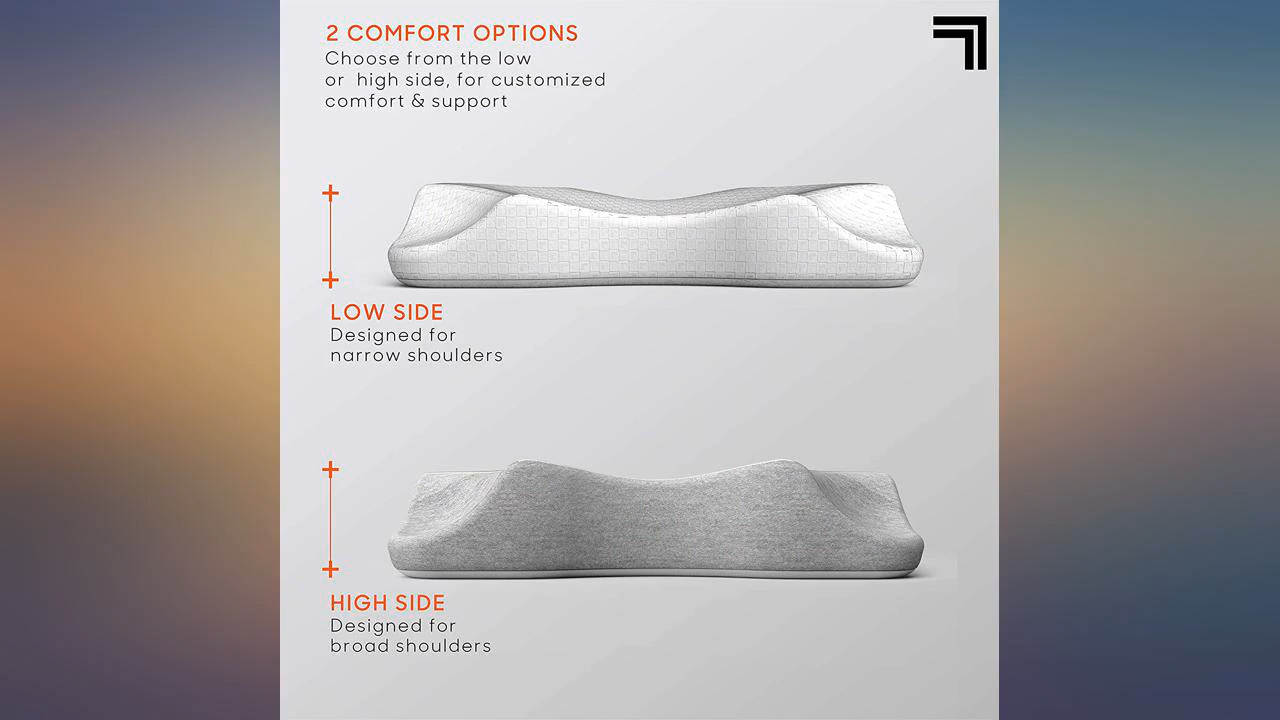 2 COMFORT OPTIONS
Choose from the low
or high side, for customized
comfort & support
LOW SIDE
Designed for
narrow shoulders
HIGH SIDE
Designed for
broad shoulders